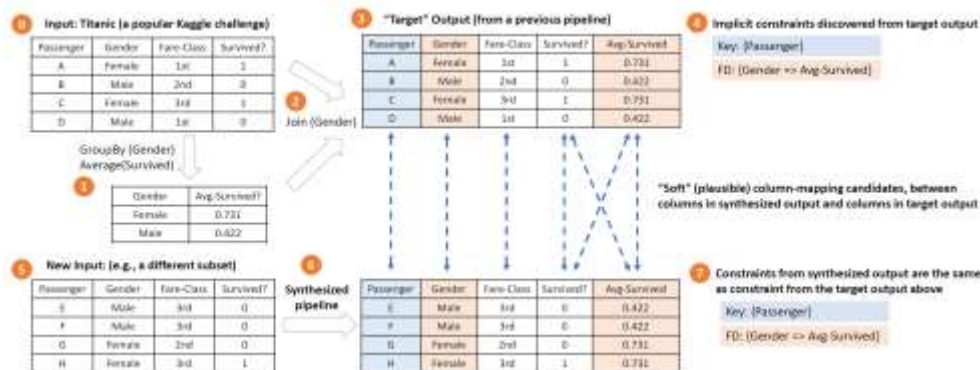 0 Input: Titanic (a popular Kaggle challenge)
Passenger Gender Fare-Class Survived?
A Female 1st 1
B Male 2nd 0
C Female 3rd 1
D Male 1st 0
GroupBy (Gender)
Average(Survived)
1
Gender Avg-Survived?
Female 0.731
Male 0.422
2
Join (Gender)
3 "Target" Output (from a previous pipeline)
Passenger Gender Fare-Class Survived? Avg-Survived
A Female 1st 1 0.731
B Male 2nd 0 0.422
C Female 3rd 1 0.731
D Male 1st 0 0.422
4 Implicit constraints discovered from target output
Key: {Passenger}
FD: {Gender => Avg-Survived}
"Soft" (plausible) column-mapping candidates, between
columns in synthesized output and columns in target output
5 New Input: (e.g., a different subset)
Passenger Gender Fare-Class Survived?
E Male 3rd 0
F Male 3rd 0
G Female 2nd 0
H Female 3rd 1
6
Synthesized
pipeline
Passenger Gender Fare-Class Survived? Avg-Survived
E Male 3rd 0 0.422
F Male 3rd 0 0.422
G Female 2nd 0 0.731
H Female 3rd 1 0.731
7 Constraints from synthesized output are the same
as constraint from the target output above
Key: {Passenger}
FD: {Gender => Avg-Survived}